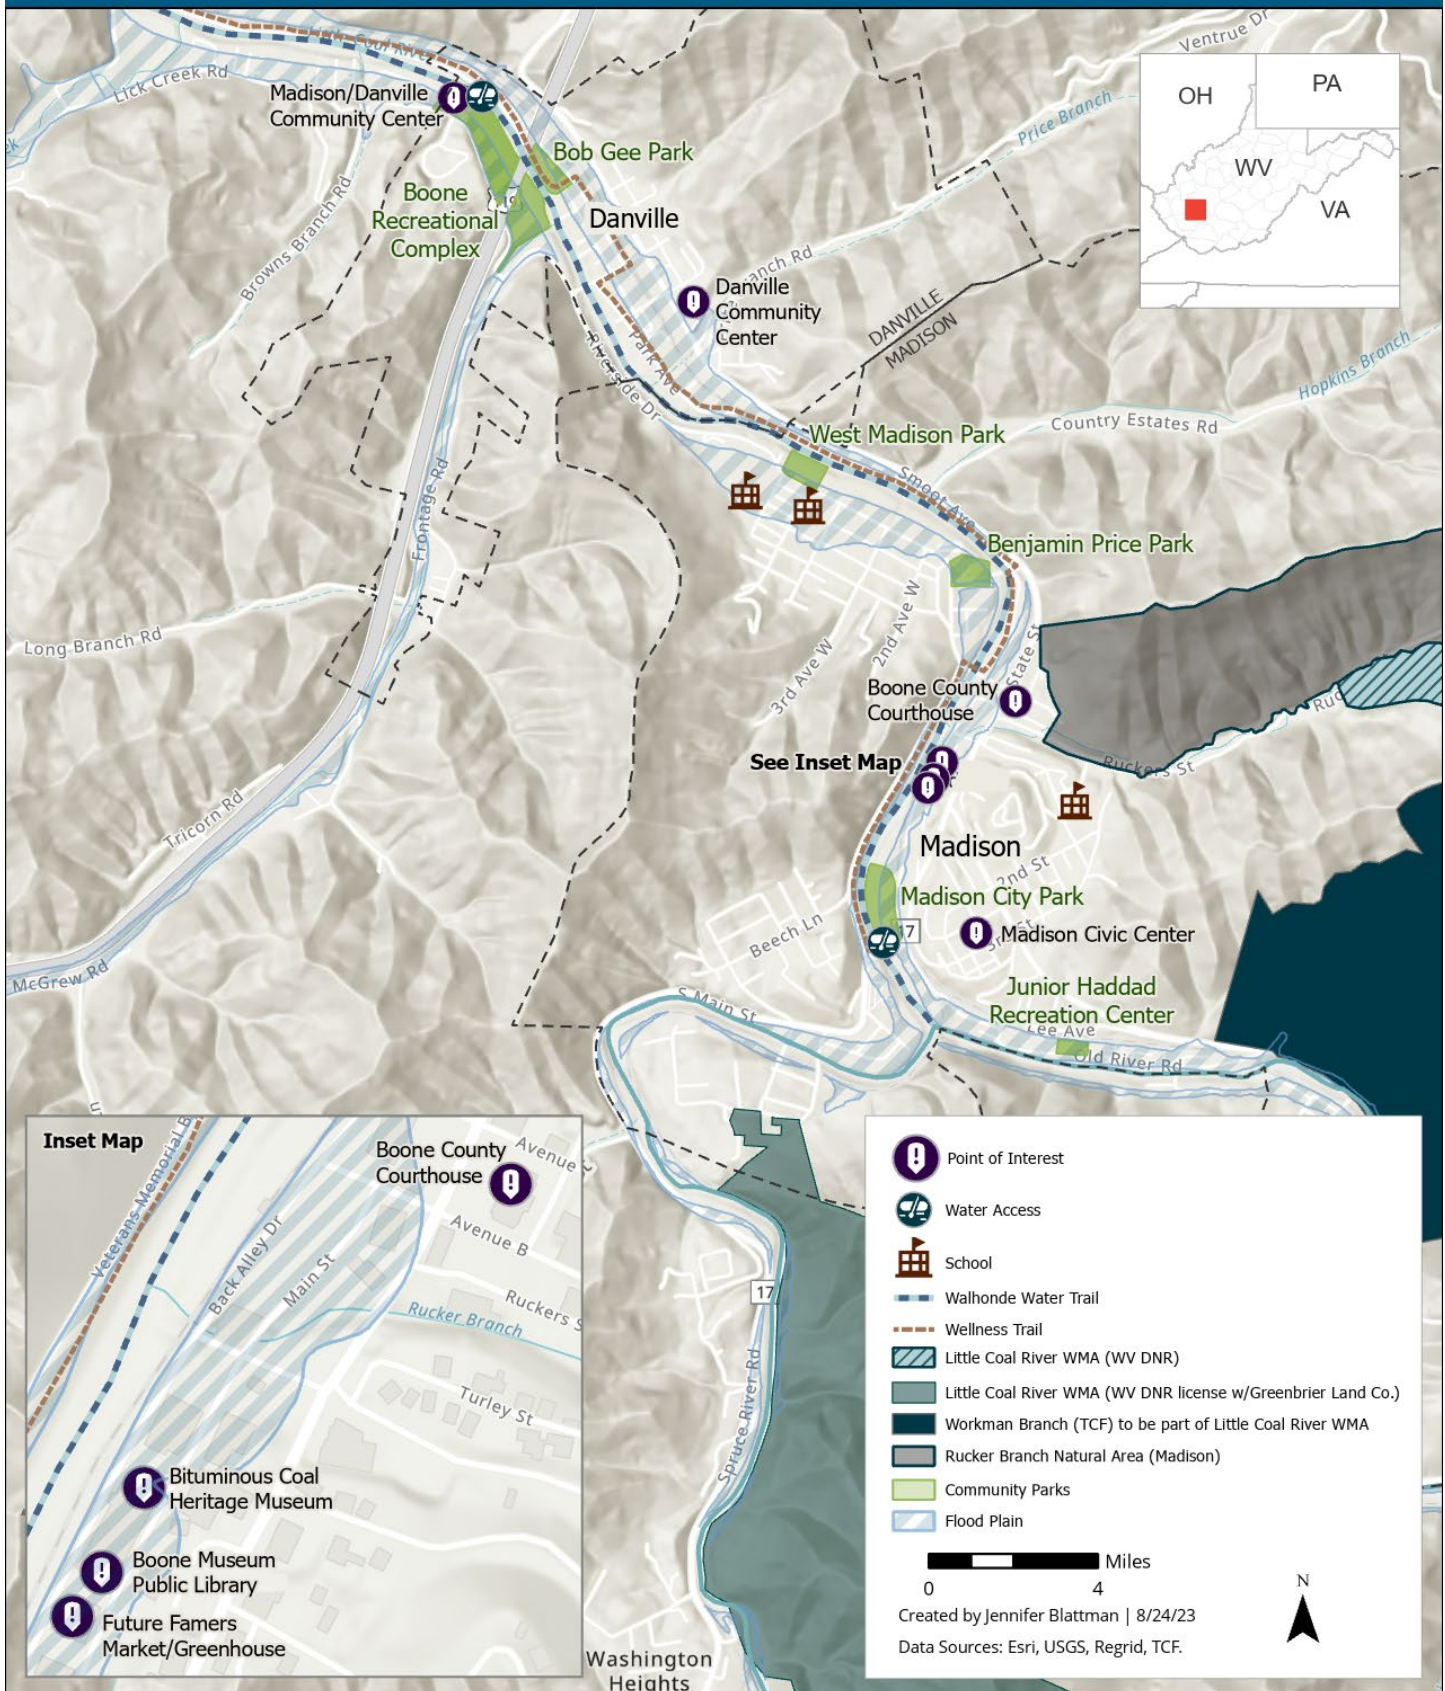 Lick Creek Rd
Madison/Danville
Community Center
Bob Gee Park
Boone
Recreational
Complex
Danville
Browns Branch Rd
Ventrue Dr
Price Branch
OH
PA
WV
VA
Danville
Community
Center
DANVILLE
MADISON
Riverside Dr
Park Ave
Hopkins Branch
Country Estates Rd
West Madison Park
Smoot Ave
Frontage Rd
Benjamin Price Park
Long Branch Rd
2nd Ave W
3rd Ave W
State St
Boone County
Courthouse
See Inset Map
Ruckers St
Tricorn Rd
Madison
2nd St
Madison City Park
Beech Ln
17
Madison Civic Center
McGrew Rd
S Main St
Junior Haddad
Recreation Center
Lee Ave
Old River Rd
17
Spruce River Rd
Washington
Heights
Inset Map
Boone County
Courthouse
Avenue
Veterans Memorial B
Back Alley Dr
Main St
Avenue B
Ruckers S
Rucker Branch
Turley St
Bituminous Coal
Heritage Museum
Boone Museum
Public Library
Future Famers
Market/Greenhouse
Point of Interest
Water Access
School
Walhonde Water Trail
Wellness Trail
Little Coal River WMA (WV DNR)
Little Coal River WMA (WV DNR license w/Greenbrier Land Co.)
Workman Branch (TCF) to be part of Little Coal River WMA
Rucker Branch Natural Area (Madison)
Community Parks
Flood Plain
Miles
0 4
Created by Jennifer Blattman | 8/24/23
Data Sources: Esri, USGS, Regrid, TCF.
N